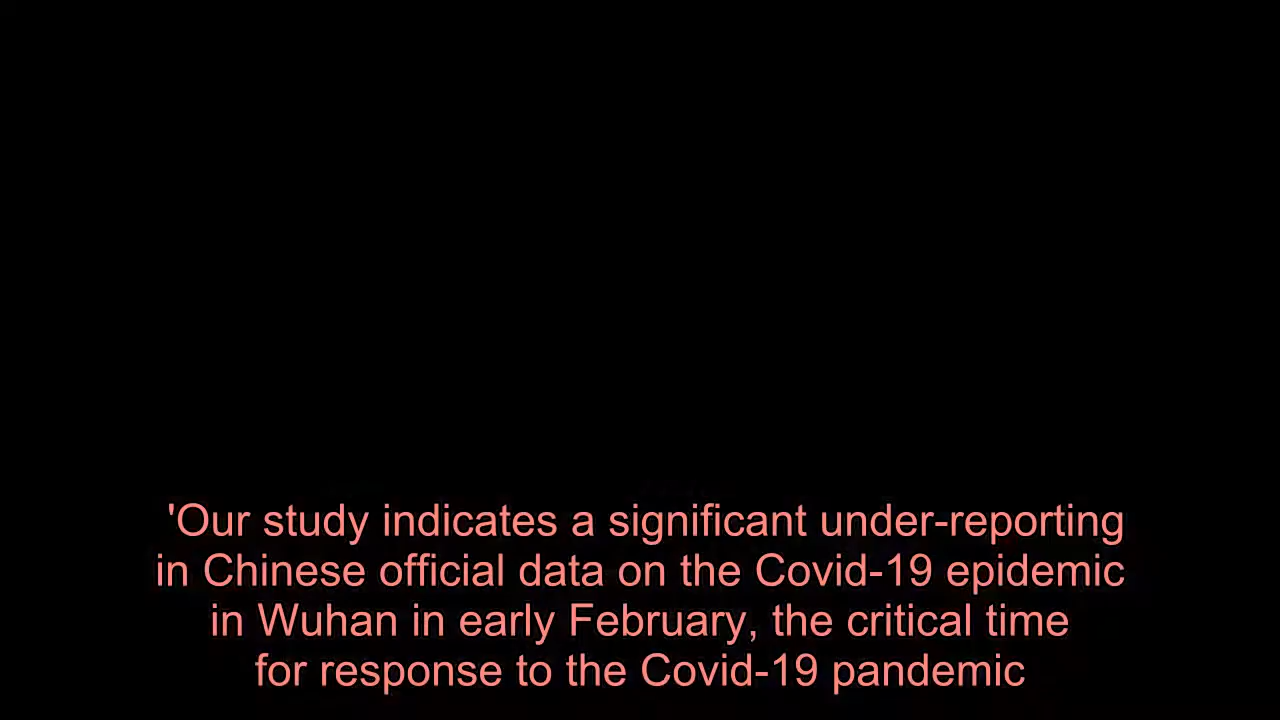 'Our study indicates a significant under-reporting
in Chinese official data on the Covid-19 epidemic
in Wuhan in early February, the critical time
for response to the Covid-19 pandemic